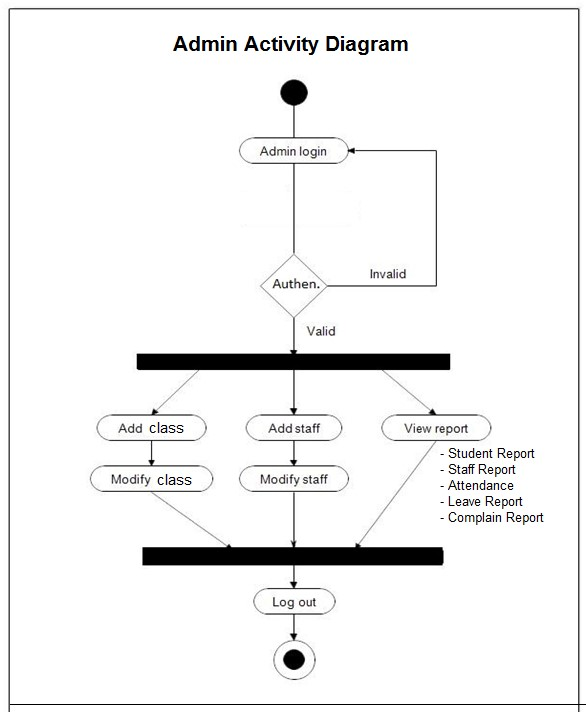 Admin Activity Diagram
Admin login
Invalid
Authen.
Valid
Add class
Add staff
View report
- Student Report
- Staff Report
- Attendance
- Leave Report
- Complain Report
Modify class
Modify staff
Log out